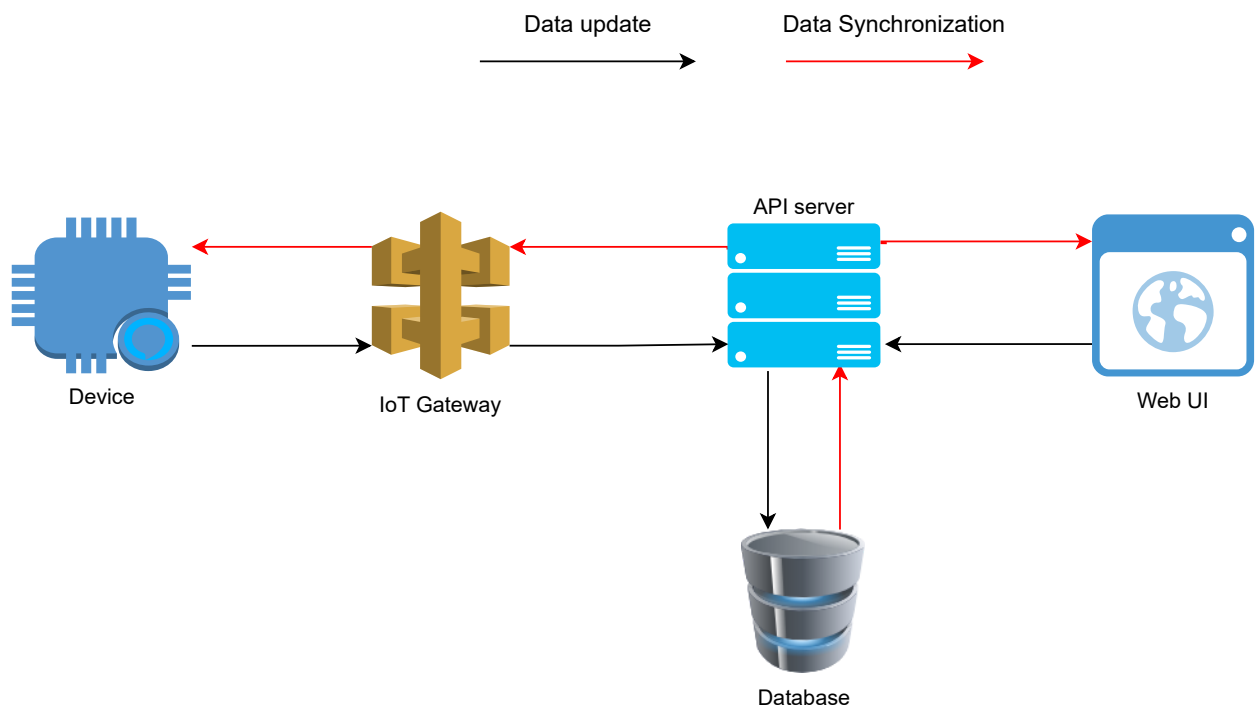 Data update
Data Synchronization
API server
Device
IoT Gateway
Web UI
Database